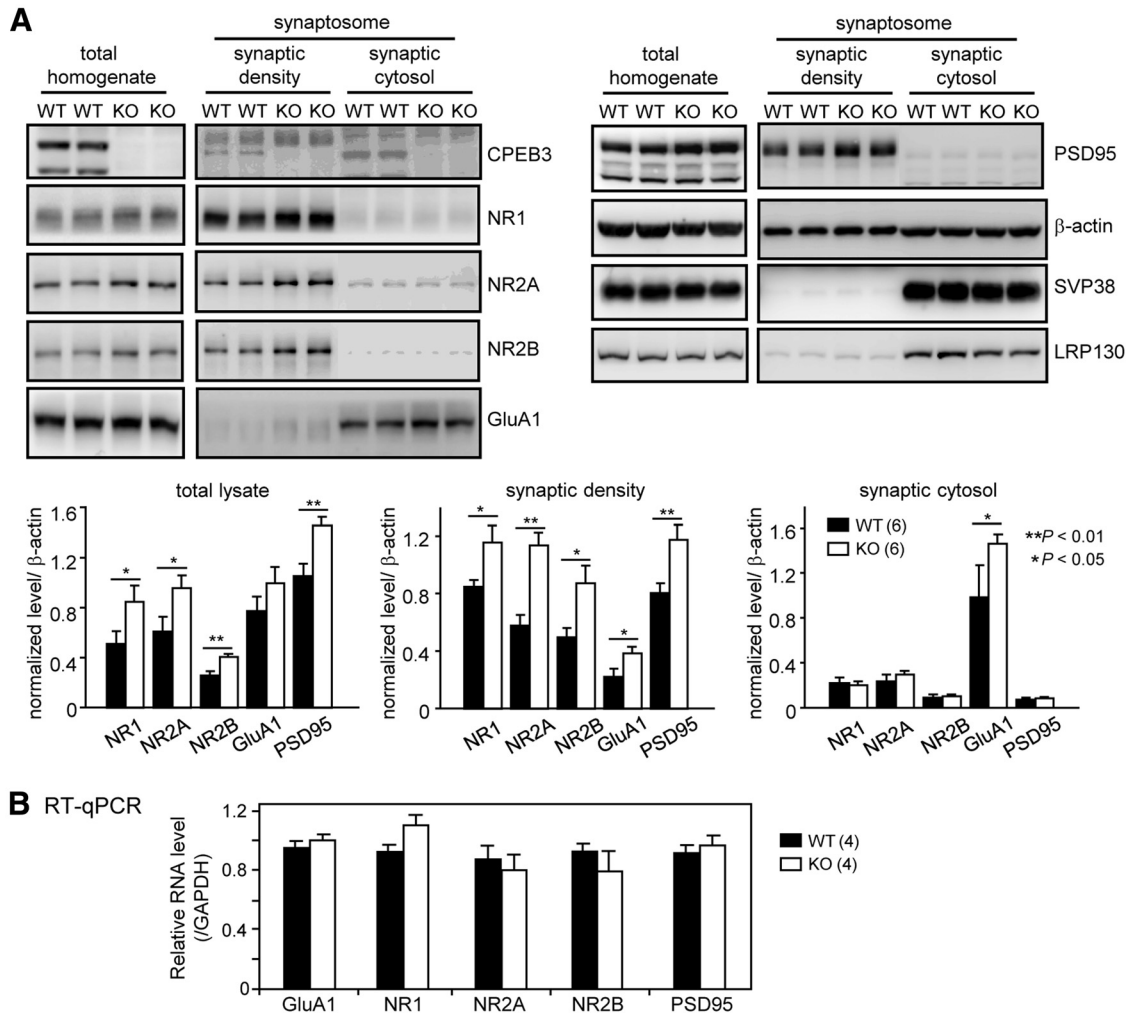 A
synaptosome
total homogenate
synaptic density
synaptic cytosol
WT WT KO KO WT WT KO KO WT WT KO KO
CPEB3
NR1
NR2A
NR2B
GluA1
synaptosome
total homogenate
synaptic density
synaptic cytosol
WT WT KO KO WT WT KO KO WT WT KO KO
PSD95
β-actin
SVP38
LRP130
total lysate
normalized level/ β-actin
1.6
1.2
0.8
0.4
0
* * ** **
NR1 NR2A NR2B GluA1 PSD95
synaptic density
normalized level/ β-actin
1.2
0.8
0.4
0
* ** * * **
NR1 NR2A NR2B GluA1 PSD95
synaptic cytosol
normalized level/ β-actin
1.6
1.2
0.8
0.4
0
WT (6)
KO (6)
*
**P < 0.01
*P < 0.05
NR1 NR2A NR2B GluA1 PSD95
B RT-qPCR
Relative RNA level
(/GAPDH)
1.2
0.8
0.4
0
GluA1 NR1 NR2A NR2B PSD95
WT (4)
KO (4)